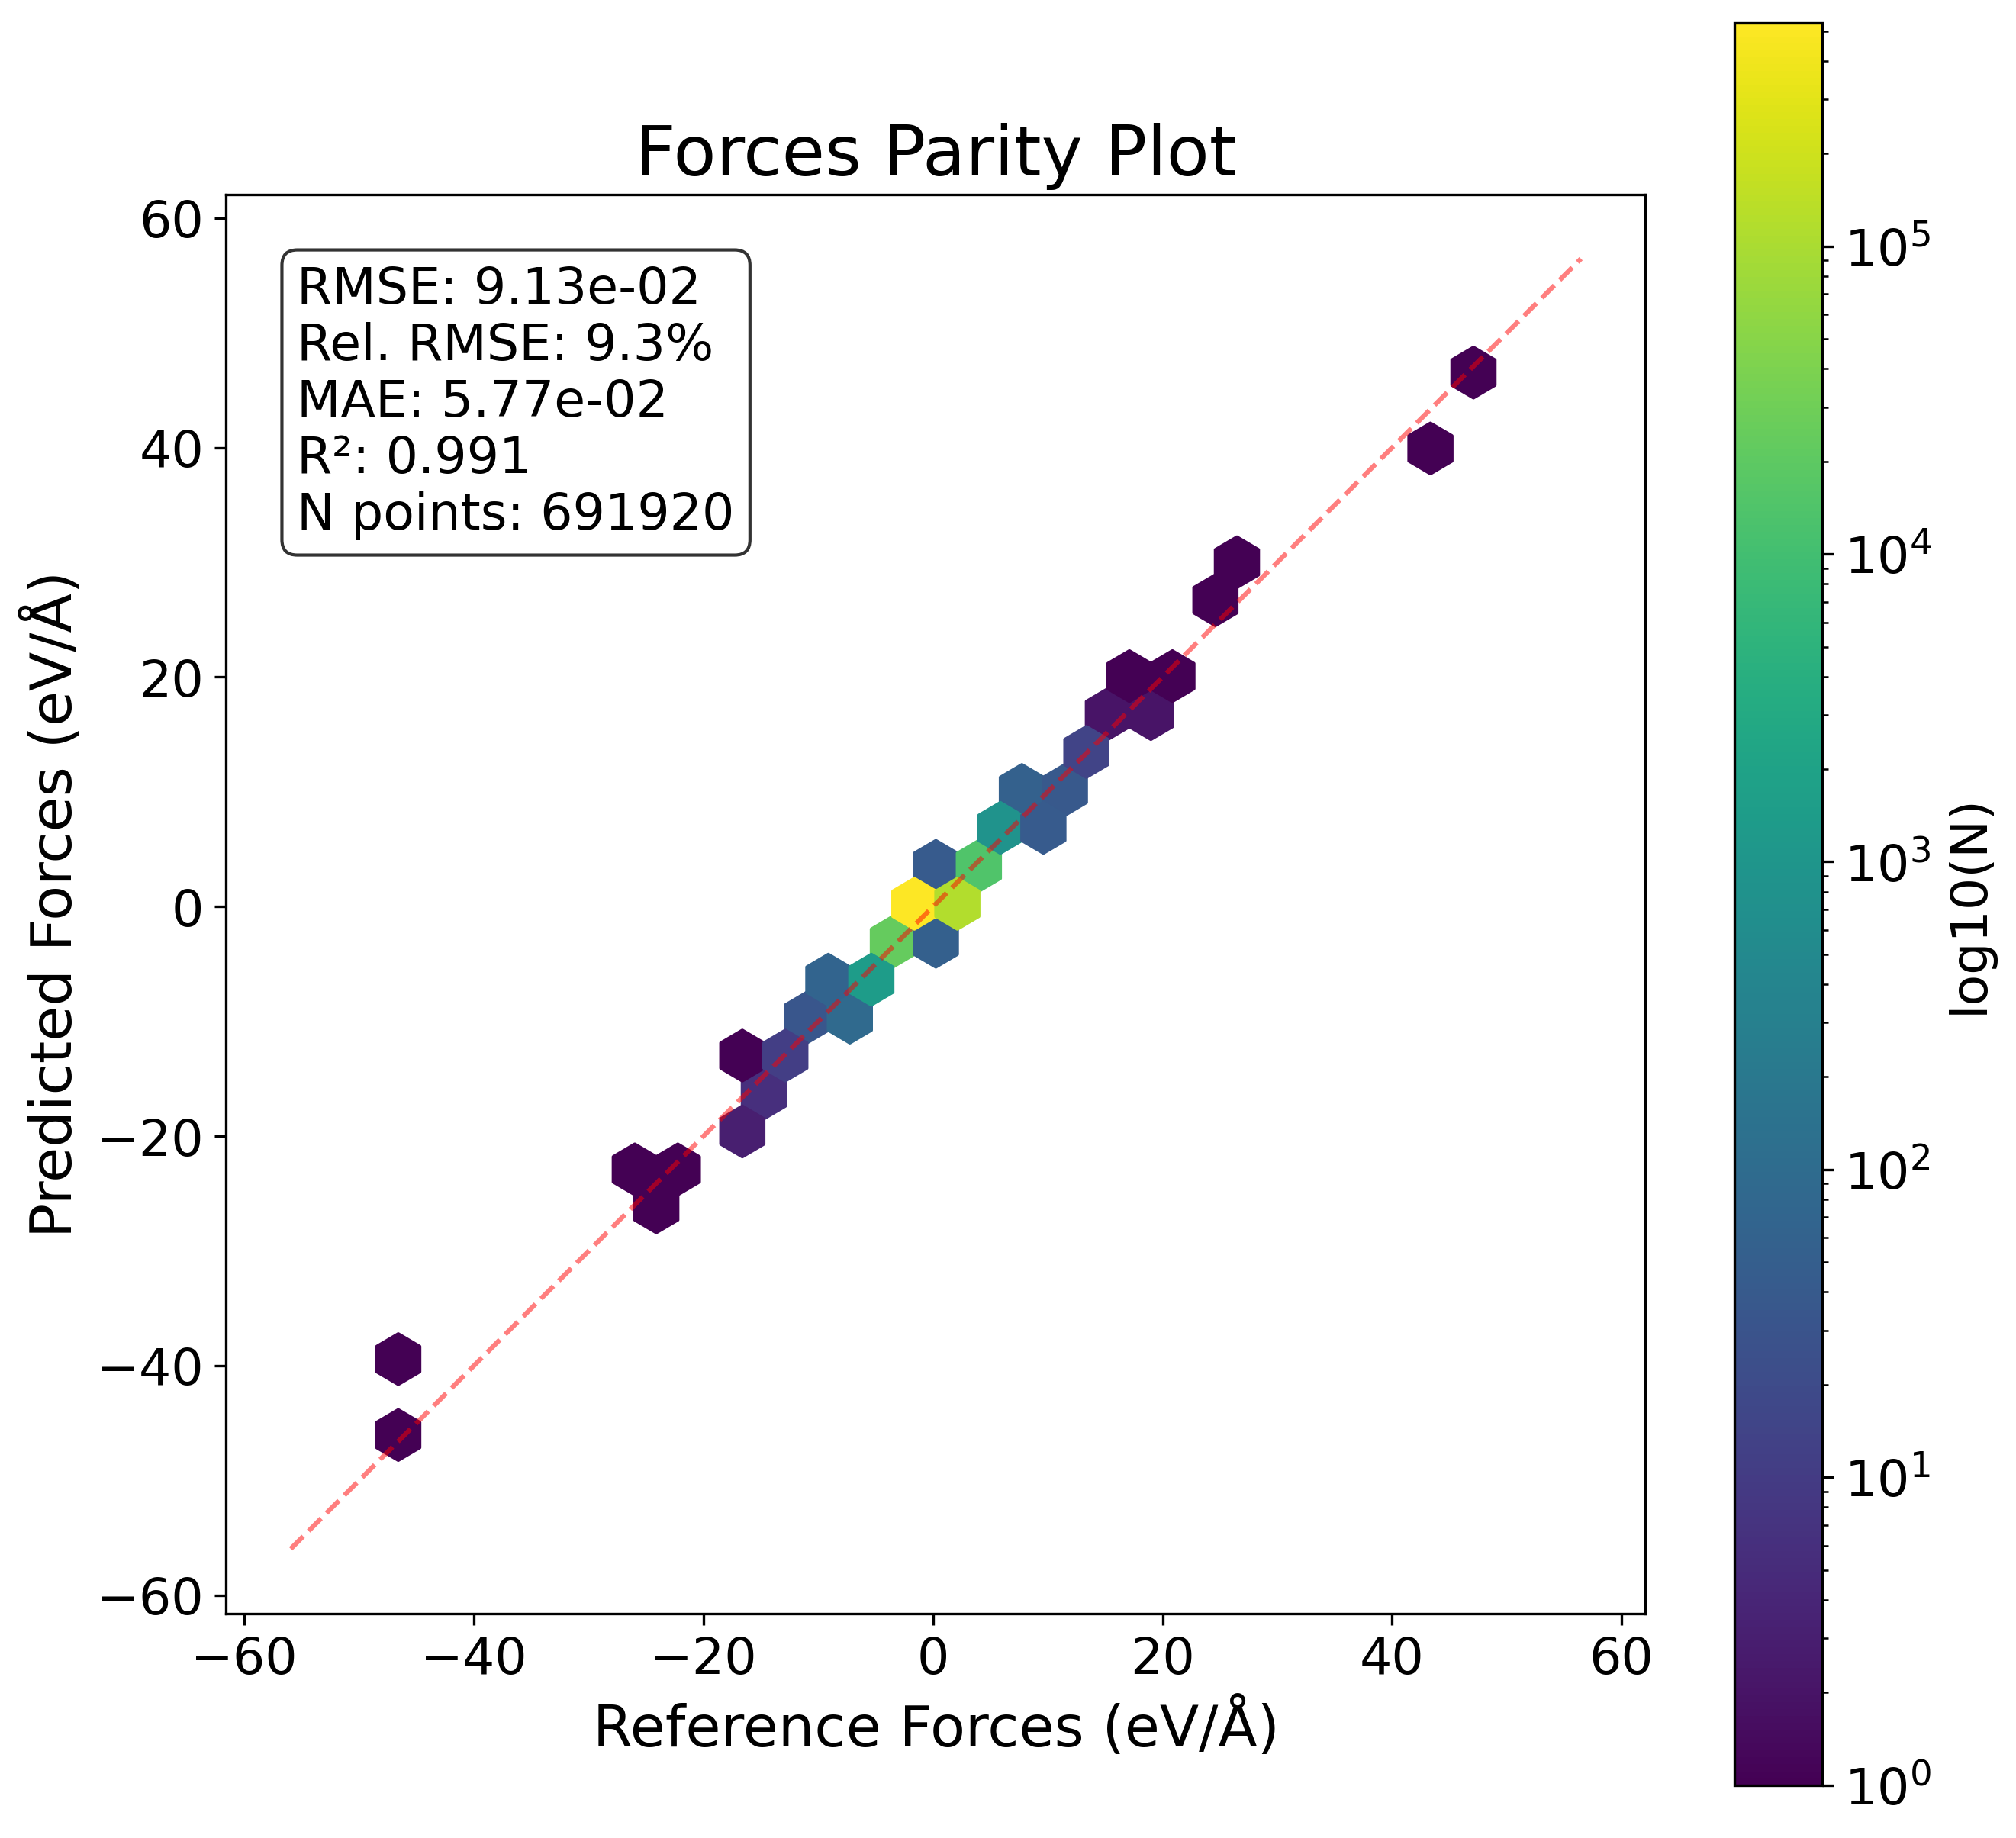 Forces Parity Plot
RMSE: 9.13e-02
Rel. RMSE: 9.3%
MAE: 5.77e-02
R²: 0.991
N points: 691920
Predicted Forces (eV/Å)
60
40
20
0
−20
−40
−60
−60 −40 −20 0 20 40 60
Reference Forces (eV/Å)
10⁵
10⁴
10³
10²
10¹
10⁰
log10(N)